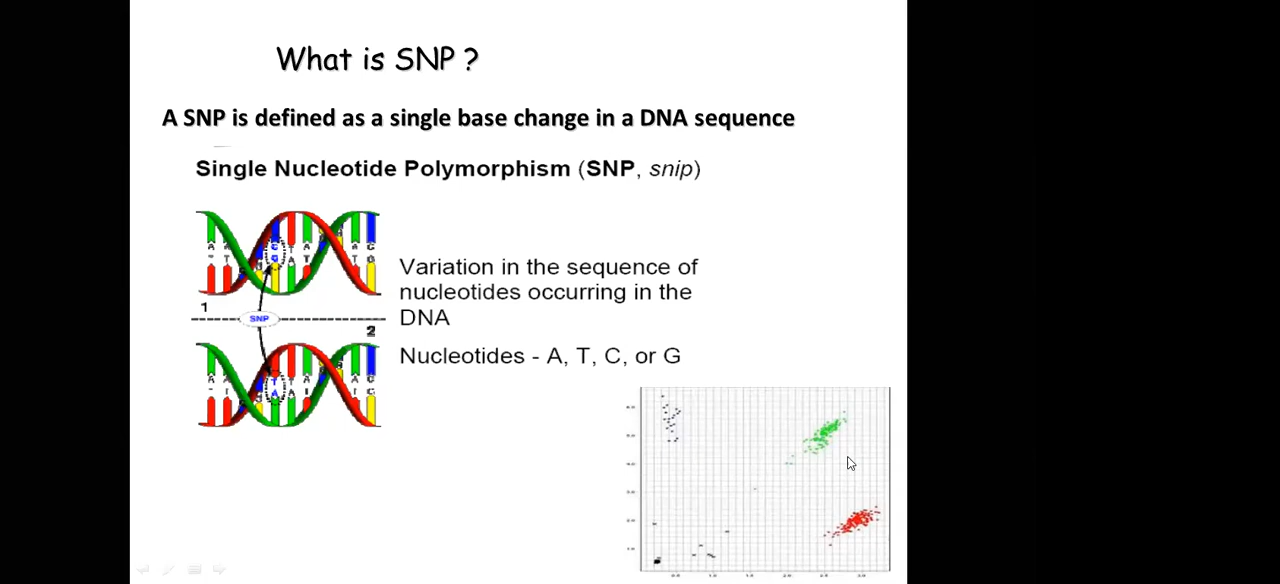 What is SNP ?
A SNP is defined as a single base change in a DNA sequence
Single Nucleotide Polymorphism (SNP, snip)
Variation in the sequence of
nucleotides occurring in the
DNA
1
SNP
2
Nucleotides - A, T, C, or G